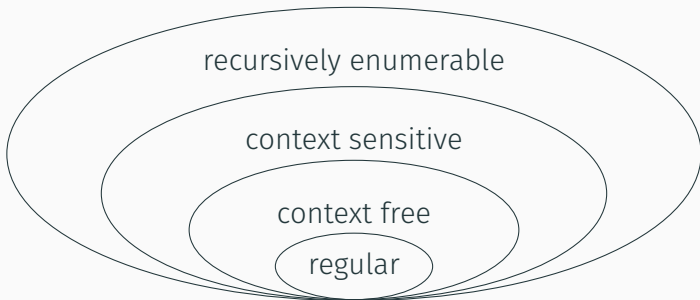 recursively enumerable
context sensitive
context free
regular